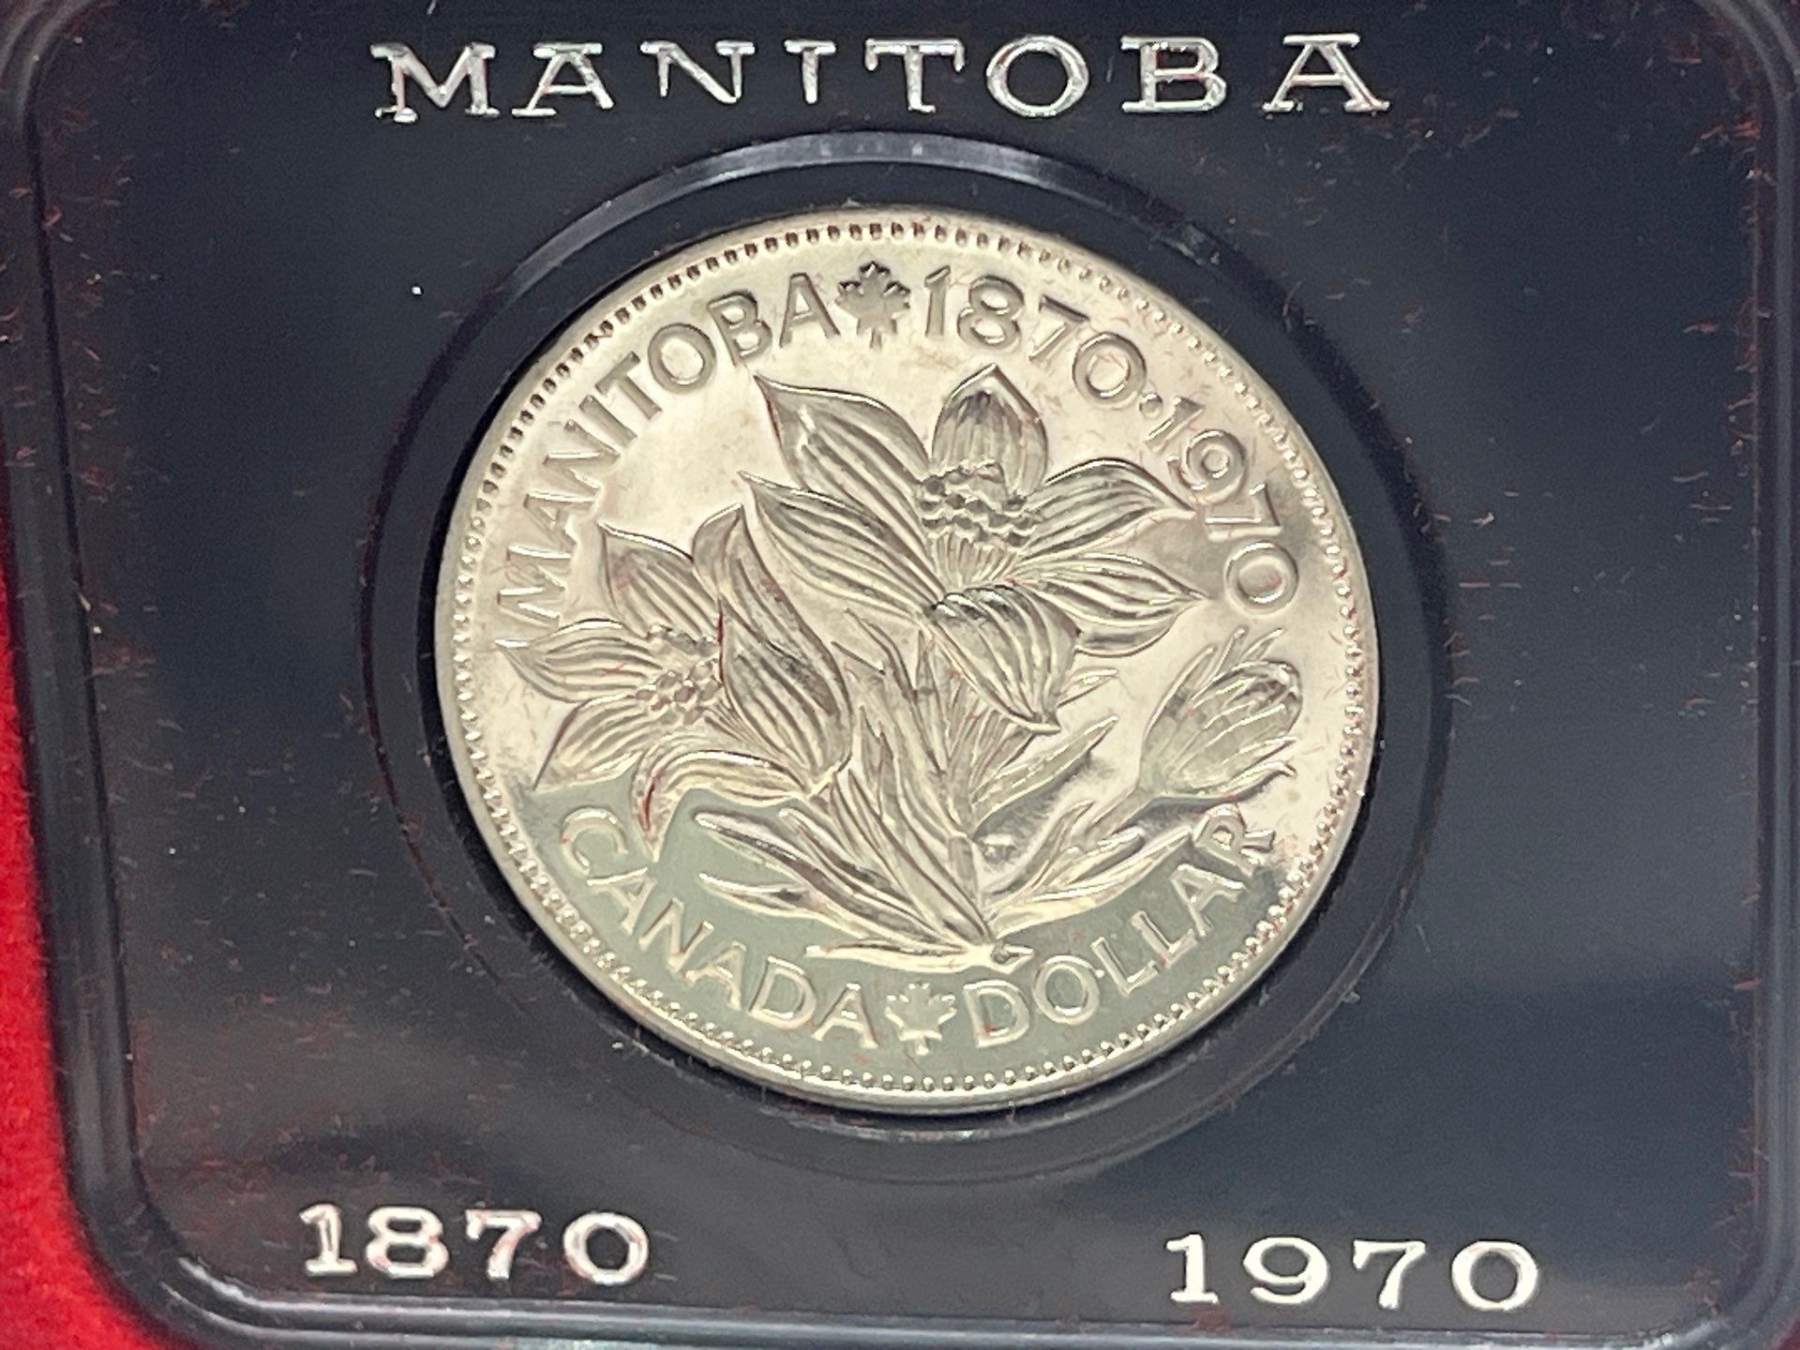 MANITOBA
MANITOBA 1870·1970
CANADA DOLLAR
1870 1970